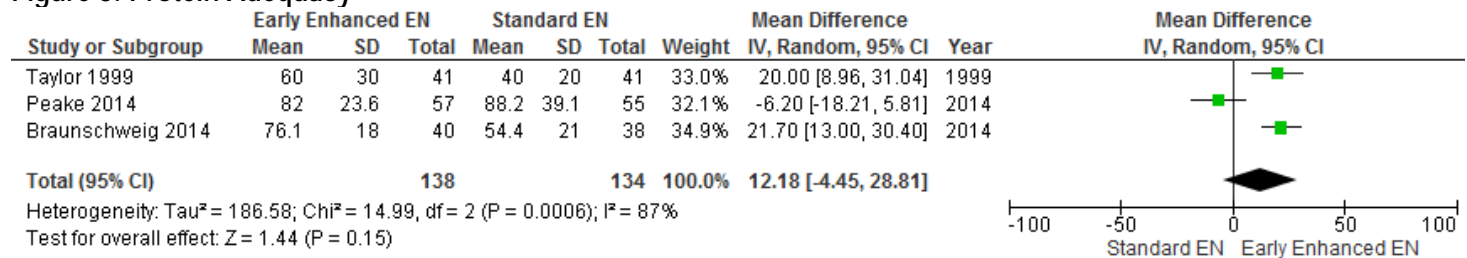 Figure 3. Protein Adequacy
Early Enhanced EN Standard EN Mean Difference Mean Difference
Study or Subgroup Mean SD Total Mean SD Total Weight IV, Random, 95% CI Year IV, Random, 95% CI
Taylor 1999 60 30 41 40 20 41 33.0% 20.00 [8.96, 31.04] 1999
Peake 2014 82 23.6 57 88.2 39.1 55 32.1% -6.20 [-18.21, 5.81] 2014
Braunschweig 2014 76.1 18 40 54.4 21 38 34.9% 21.70 [13.00, 30.40] 2014
Total (95% CI) 138 134 100.0% 12.18 [-4.45, 28.81]
Heterogeneity: Tau² = 186.58; Chi² = 14.99, df = 2 (P = 0.0006); I² = 87%
Test for overall effect: Z = 1.44 (P = 0.15)
-100 -50 0 50 100
Standard EN Early Enhanced EN